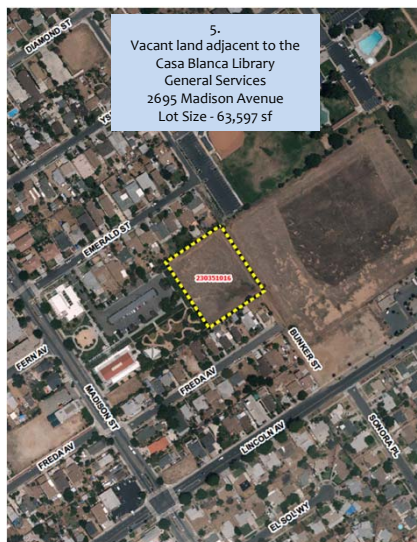 5.
Vacant land adjacent to the
Casa Blanca Library
General Services
2695 Madison Avenue
Lot Size - 63,597 sf
DIAMOND ST
EMERALD ST
230351016
FERN AV
MADISON ST
FREDA AV
BUNKER ST
FREDA AV
LINCOLN AV
SONORA PL
EL SOL WY